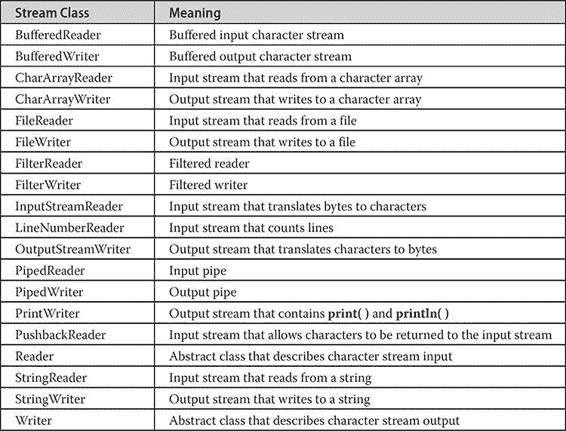 Stream Class Meaning
BufferedReader Buffered input character stream
BufferedWriter Buffered output character stream
CharArrayReader Input stream that reads from a character array
CharArrayWriter Output stream that writes to a character array
FileReader Input stream that reads from a file
FileWriter Output stream that writes to a file
FilterReader Filtered reader
FilterWriter Filtered writer
InputStreamReader Input stream that translates bytes to characters
LineNumberReader Input stream that counts lines
OutputStreamWriter Output stream that translates characters to bytes
PipedReader Input pipe
PipedWriter Output pipe
PrintWriter Output stream that contains print( ) and println( )
PushbackReader Input stream that allows characters to be returned to the input stream
Reader Abstract class that describes character stream input
StringReader Input stream that reads from a string
StringWriter Output stream that writes to a string
Writer Abstract class that describes character stream output